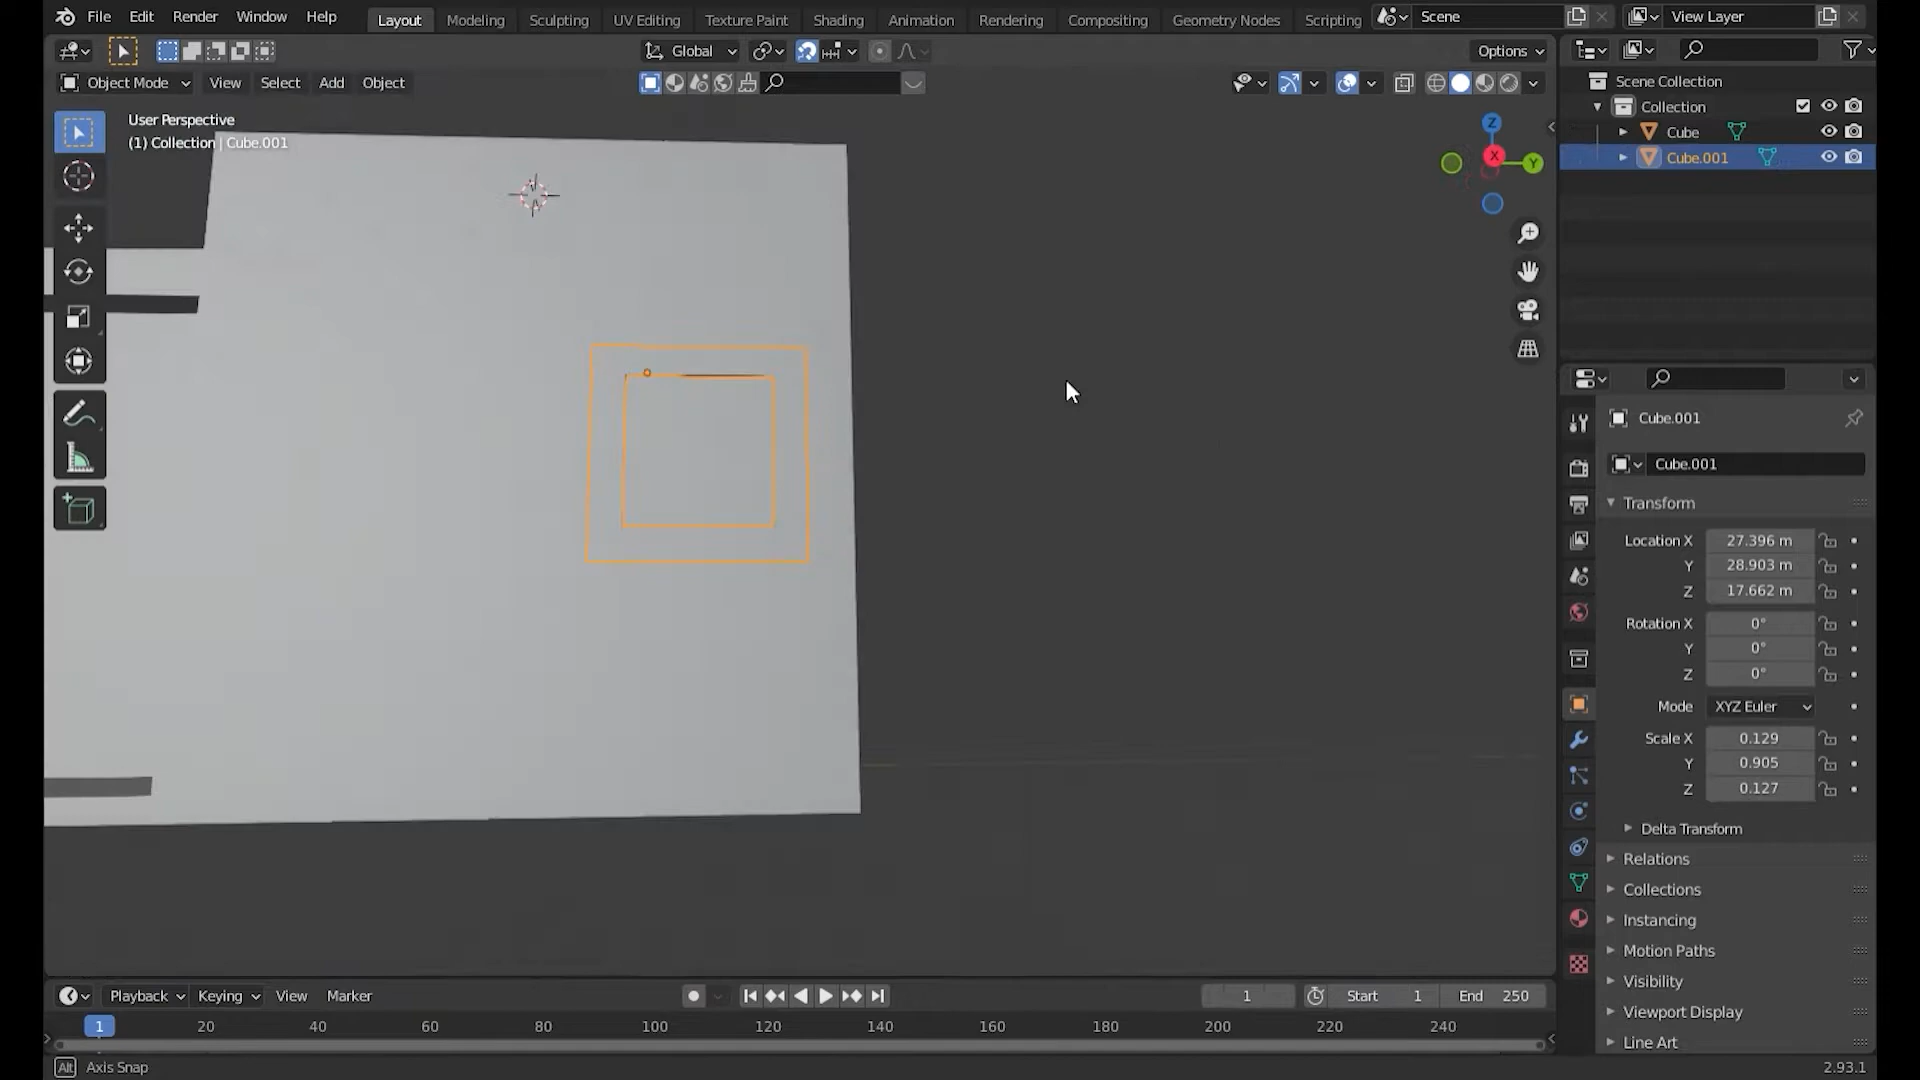 File Edit Render Window Help Layout Modeling Sculpting UV Editing Texture Paint Shading Animation Rendering Compositing Geometry Nodes Scripting Scene View Layer
Global Options
Object Mode View Select Add Object
User Perspective
(1) Collection | Cube.001
Z
X
Y
Scene Collection
Collection
Cube
Cube.001
Cube.001
Cube.001
Transform
Location X 27.396 m
Y 28.903 m
Z 17.662 m
Rotation X 0°
Y 0°
Z 0°
Mode XYZ Euler
Scale X 0.129
Y 0.905
Z 0.127
Delta Transform
Relations
Collections
Instancing
Motion Paths
Visibility
Viewport Display
Line Art
Playback Keying View Marker 1 Start 1 End 250
1 20 40 60 80 100 120 140 160 180 200 220 240
Alt Axis Snap 2.93.1